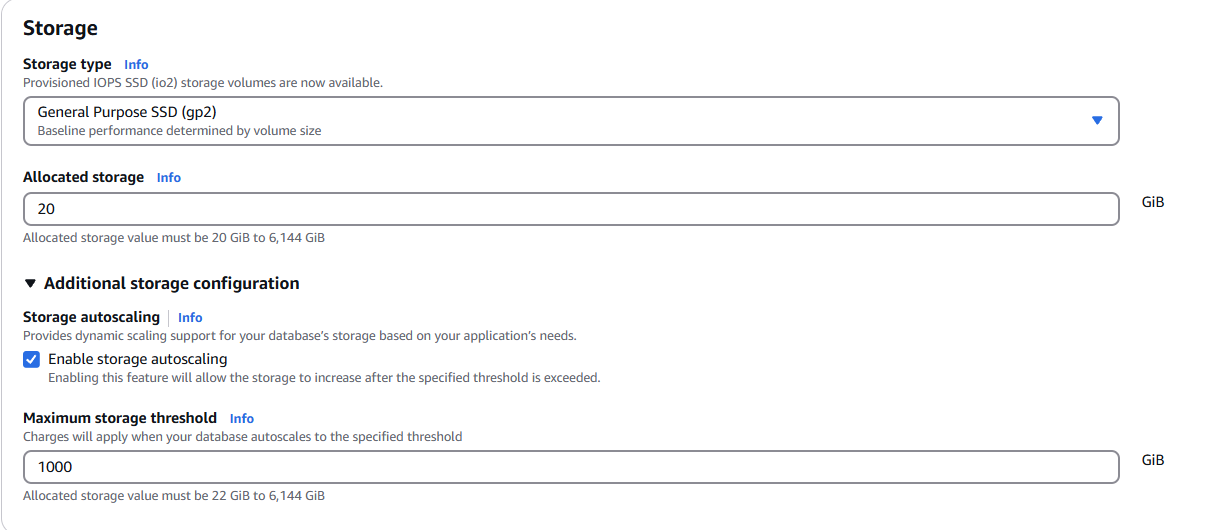 Storage
Storage type Info
Provisioned IOPS SSD (io2) storage volumes are now available.
General Purpose SSD (gp2)
Baseline performance determined by volume size
Allocated storage Info
20
GiB
Allocated storage value must be 20 GiB to 6,144 GiB
Additional storage configuration
Storage autoscaling Info
Provides dynamic scaling support for your database's storage based on your application's needs.
Enable storage autoscaling
Enabling this feature will allow the storage to increase after the specified threshold is exceeded.
Maximum storage threshold Info
Charges will apply when your database autoscales to the specified threshold
1000
GiB
Allocated storage value must be 22 GiB to 6,144 GiB